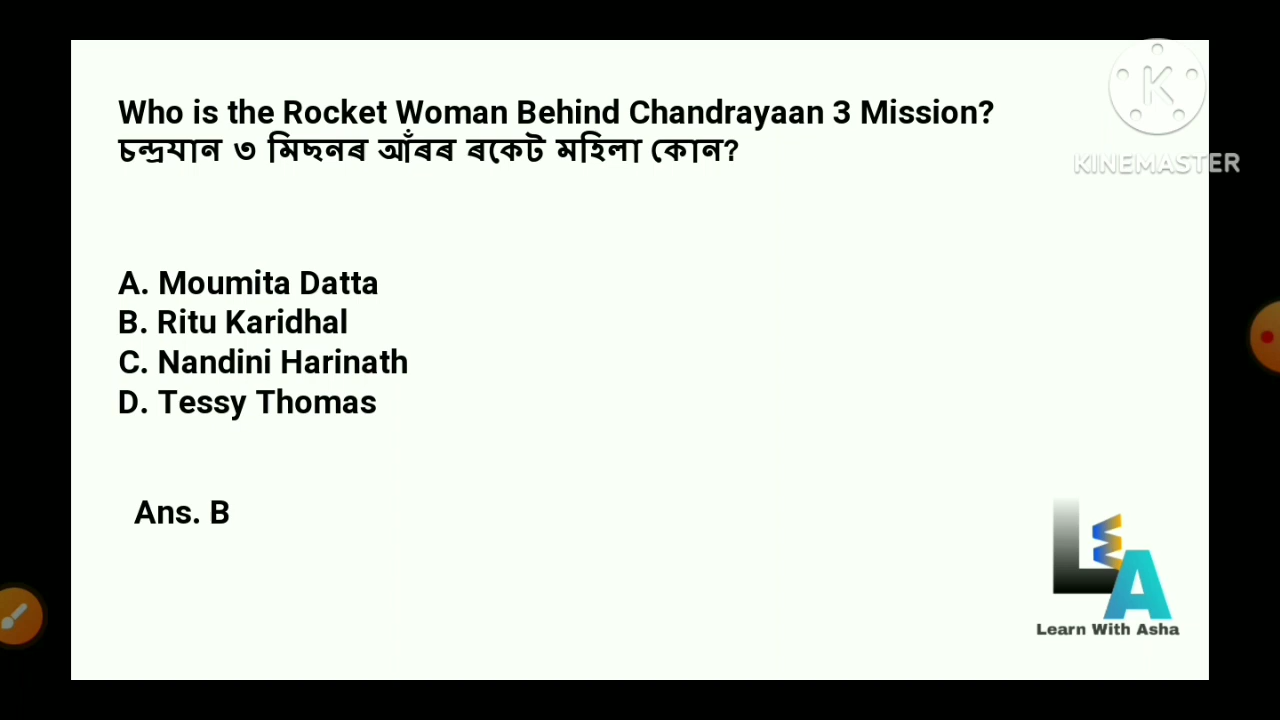 Who is the Rocket Woman Behind Chandrayaan 3 Mission?
চন্দ্ৰযান ৩ মিছনৰ আঁৰৰ ৰকেট মহিলা কোন?
A. Moumita Datta
B. Ritu Karidhal
C. Nandini Harinath
D. Tessy Thomas
Ans. B
K
KINEMASTER
LEA
Learn With Asha